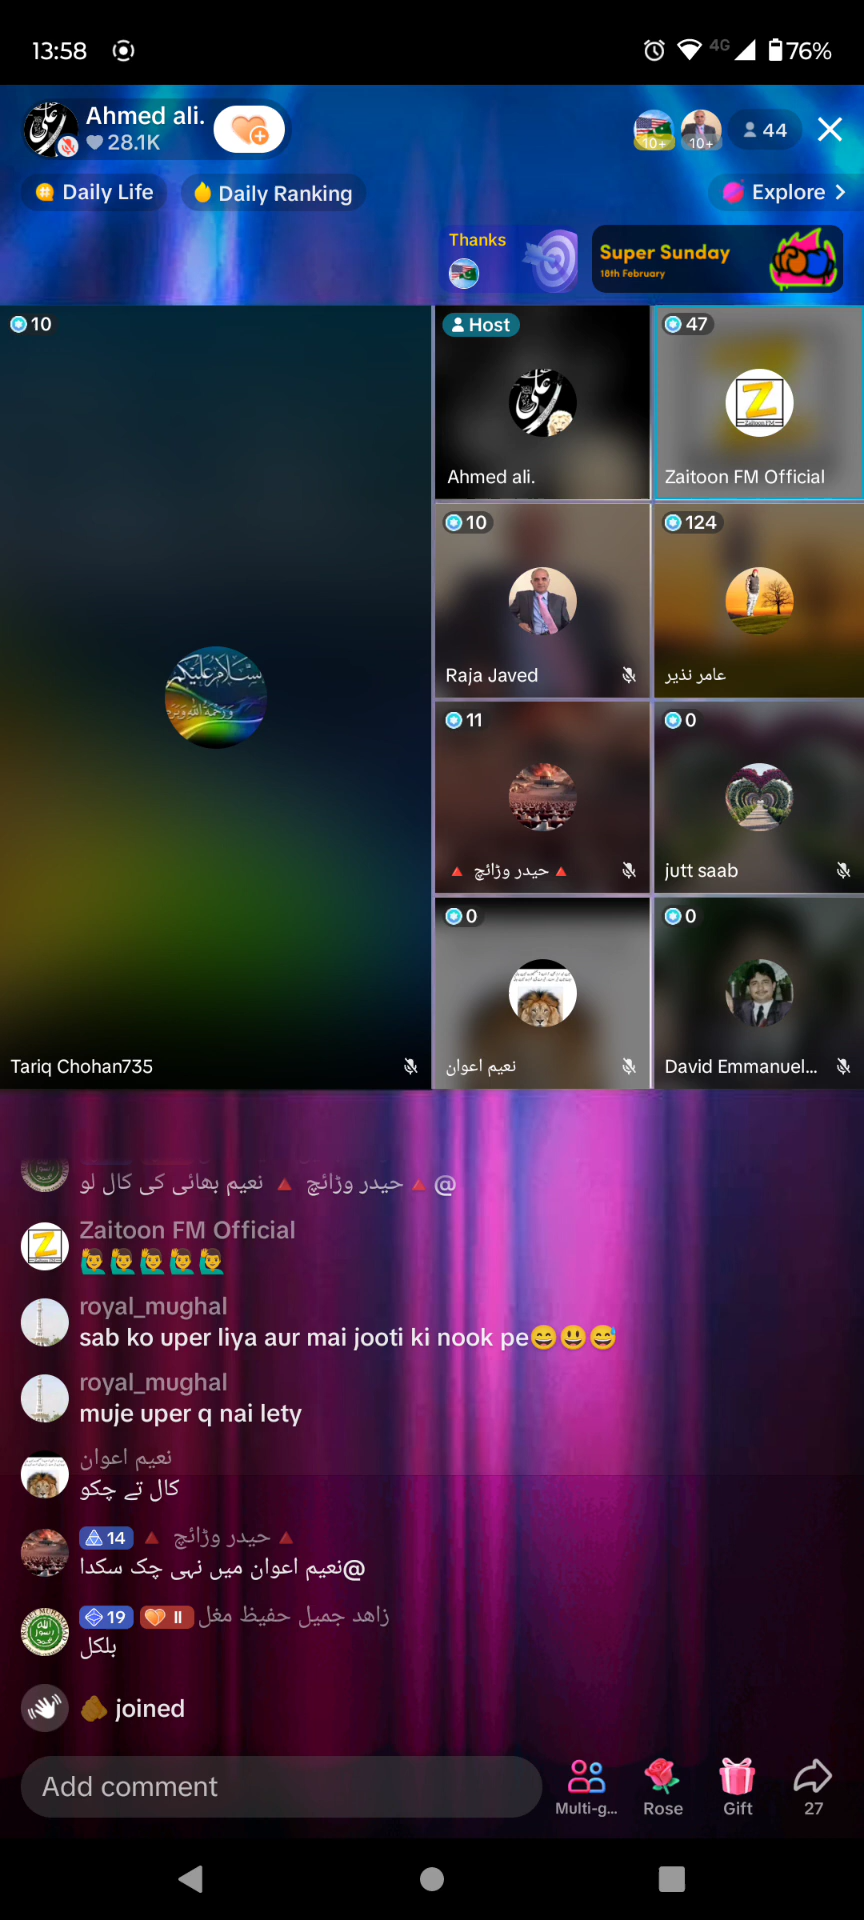 13:58
4G
76%
Ahmed ali.
28.1K
10+
10+
44
Daily Life
Daily Ranking
Explore
Thanks
Super Sunday
18th February
10
Tariq Chohan735
Host
Ahmed ali.
47
Z
Zaitoon FM
Zaitoon FM Official
10
Raja Javed
124
عامر نذیر
11
🔺 حیدر وڑائچ 🔺
0
jutt saab
0
نعیم اعوان
0
David Emmanuel...
@🔺 حیدر وڑائچ 🔺 نعیم بھائی کی کال لو
Zaitoon FM Official
🙋‍♂️🙋‍♂️🙋‍♂️🙋‍♂️🙋‍♂️
royal_mughal
sab ko uper liya aur mai jooti ki nook pe😄😃😅
royal_mughal
muje uper q nai lety
نعیم اعوان
کال تے چکو
14 🔺 حیدر وڑائچ 🔺
@نعیم اعوان میں نہی چک سکدا
19 II زاهد جمیل حفیظ مغل
بلکل
joined
Add comment
Multi-g...
Rose
Gift
27